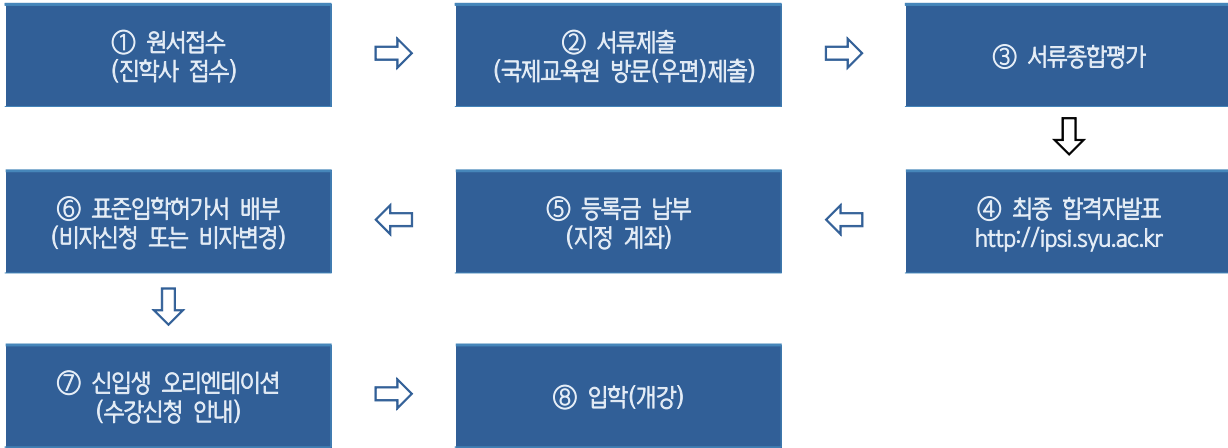 ① 원서접수
(진학사 접수)
② 서류제출
(국제교육원 방문(우편)제출)
③ 서류종합평가
④ 최종 합격자발표
http://ipsi.syu.ac.kr
⑤ 등록금 납부
(지정 계좌)
⑥ 표준입학허가서 배부
(비자신청 또는 비자변경)
⑦ 신입생 오리엔테이션
(수강신청 안내)
⑧ 입학(개강)